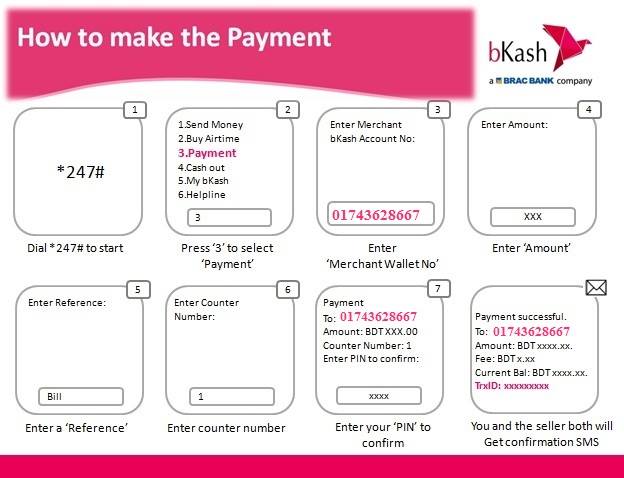 How to make the Payment
bKash
a BRAC BANK company
1
*247#
Dial *247# to start
2
1.Send Money
2.Buy Airtime
3.Payment
4.Cash out
5.My bKash
6.Helpline
3
Press ‘3’ to select
‘Payment’
3
Enter Merchant
bKash Account No:
01743628667
Enter
‘Merchant Wallet No’
4
Enter Amount:
XXX
Enter ‘Amount’
5
Enter Reference:
Bill
Enter a ‘Reference’
6
Enter Counter
Number:
1
Enter counter number
7
Payment
To: 01743628667
Amount: BDT XXX.00
Counter Number: 1
Enter PIN to confirm:
xxxx
Enter your ‘PIN’ to
confirm
Payment successful.
To: 01743628667
Amount: BDT xxxx.xx.
Fee: BDT x.xx
Current Bal: BDT xxxx.xx.
TrxID: xxxxxxxxx
You and the seller both will
Get confirmation SMS